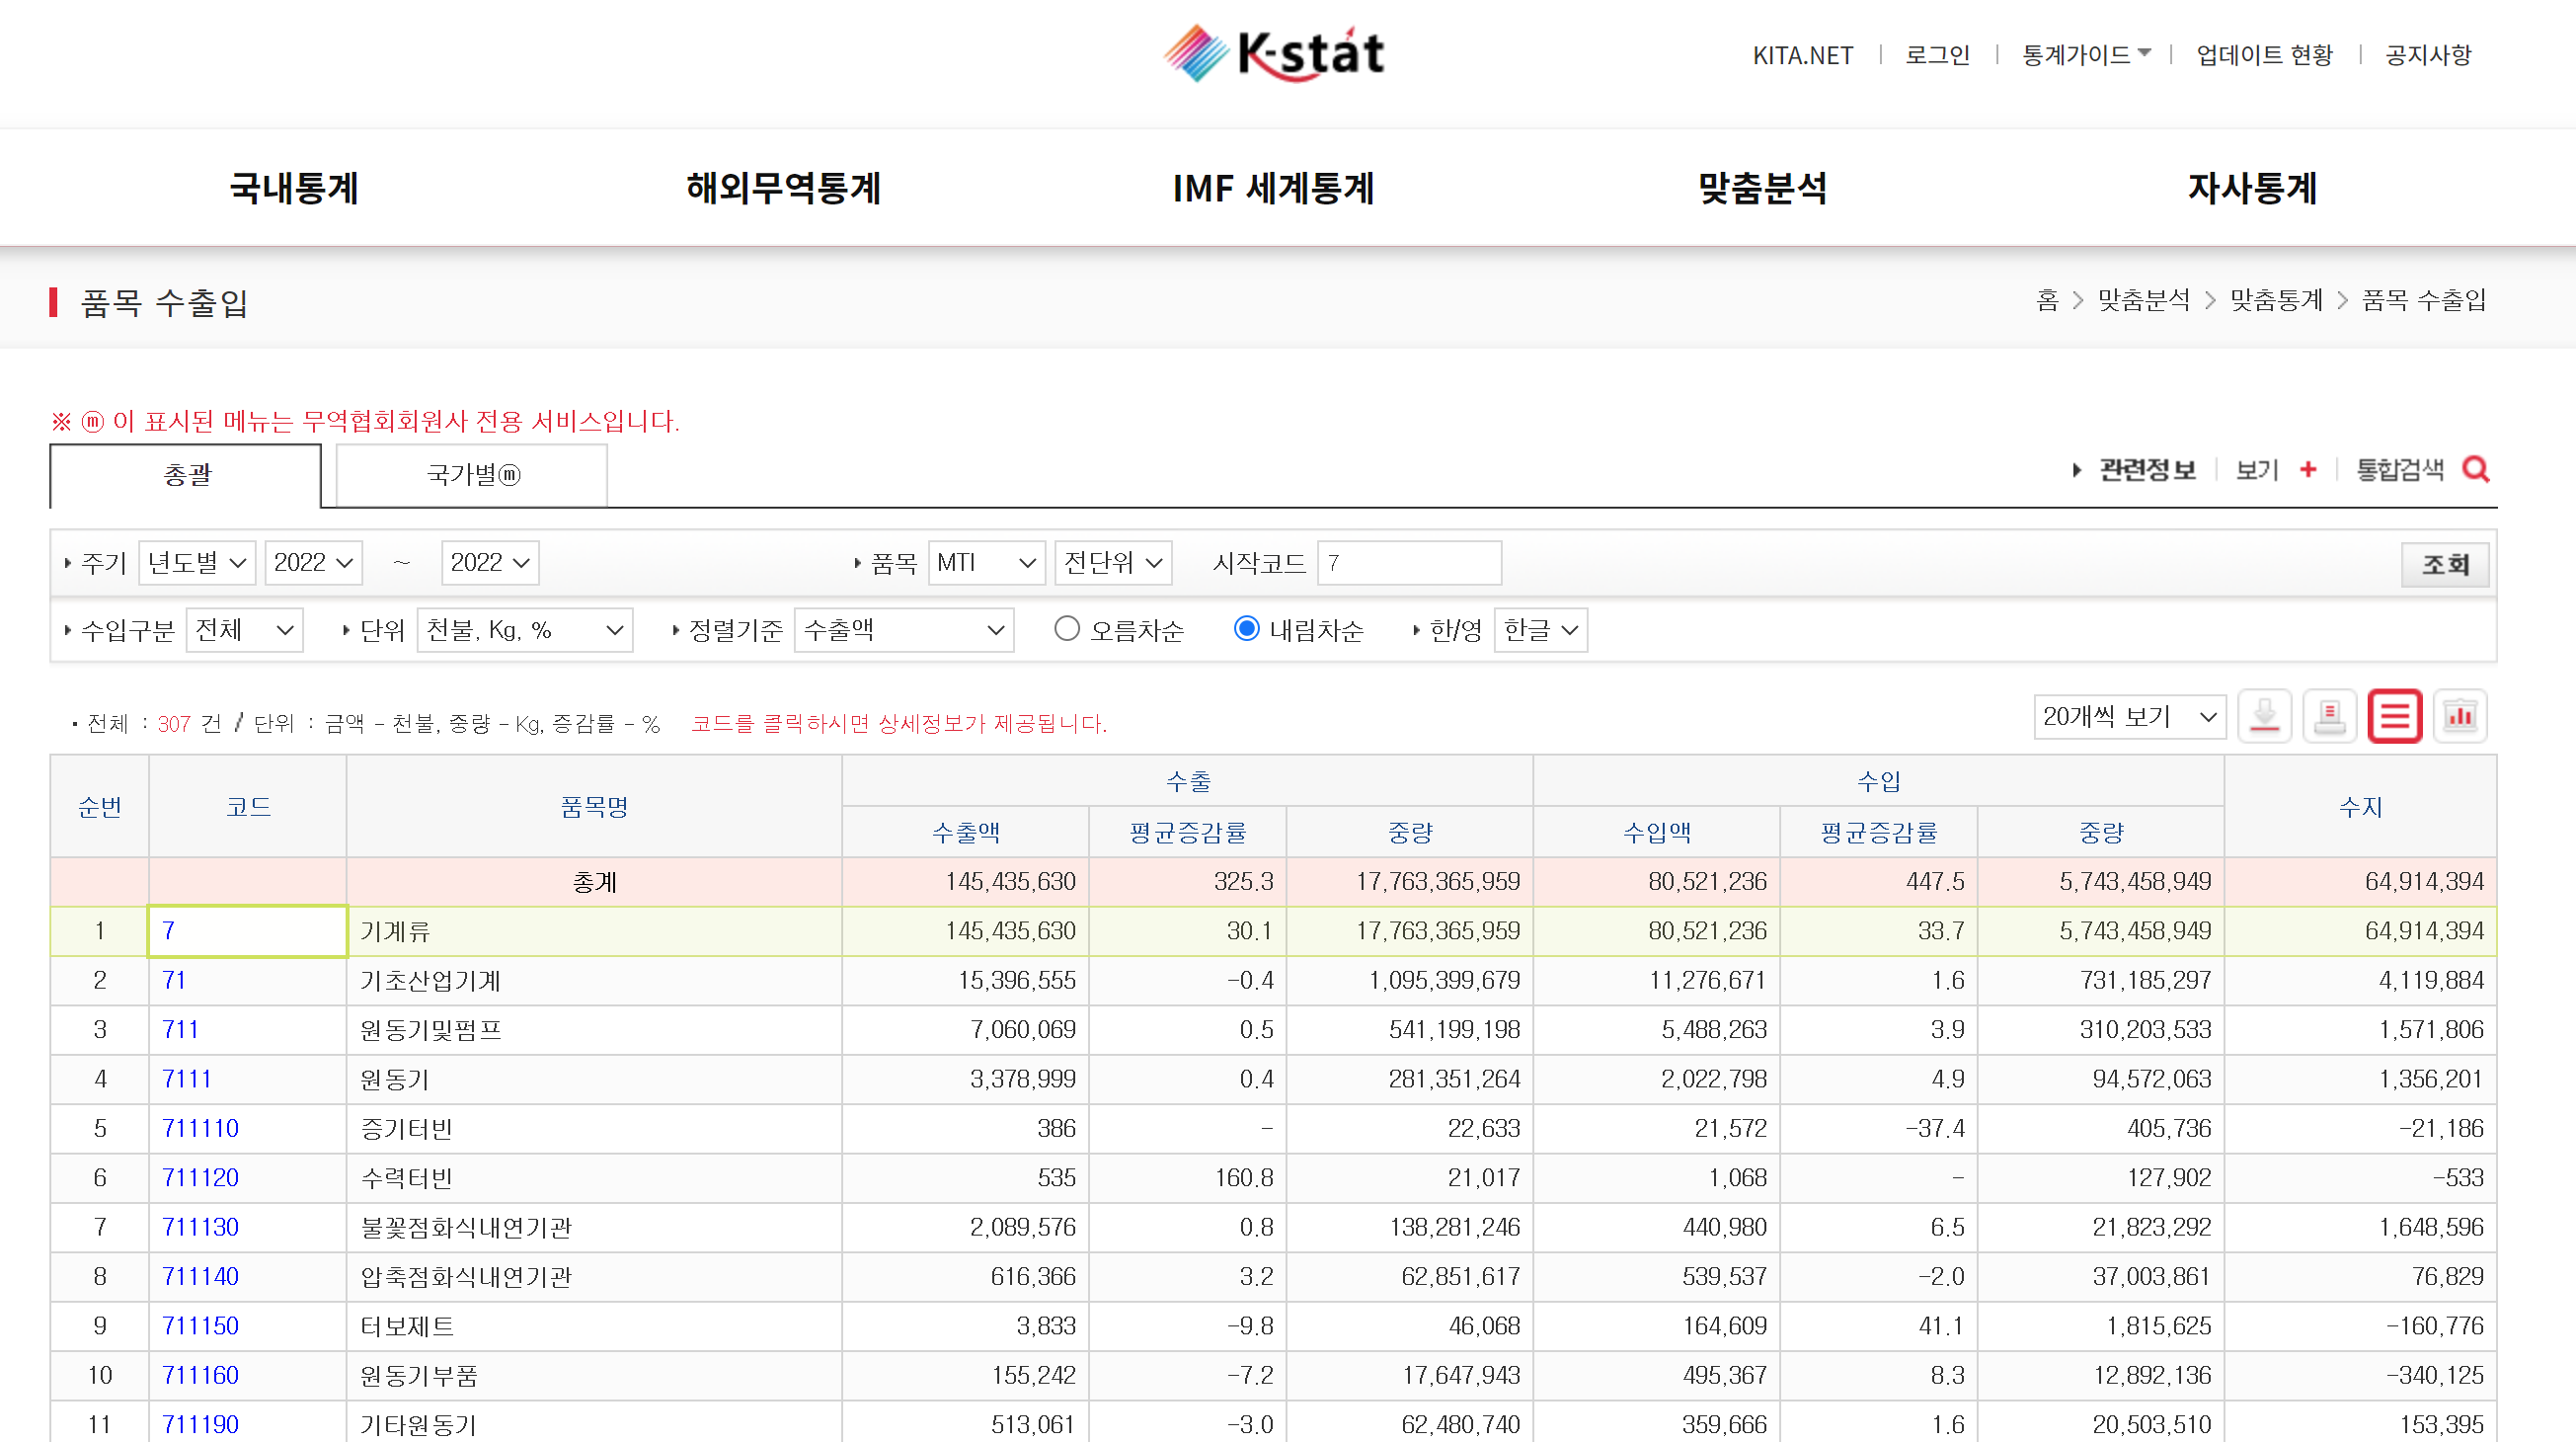 K-stat
KITA.NET | 로그인 | 통계가이드 | 업데이트 현황 | 공지사항
국내통계 해외무역통계 IMF 세계통계 맞춤분석 자사통계
품목 수출입
홈 > 맞춤분석 > 맞춤통계 > 품목 수출입
※ ⓜ 이 표시된 메뉴는 무역협회회원사 전용 서비스입니다.
총괄 국가별ⓜ
관련정보 | 보기 + | 통합검색
주기 년도별 2022 ~ 2022 품목 MTI 전단위 시작코드 7 조회
수입구분 전체 단위 천불, Kg, % 정렬기준 수출액 오름차순 내림차순 한/영 한글
• 전체 : 307 건 / 단위 : 금액 - 천불, 중량 - Kg, 증감률 - % 코드를 클릭하시면 상세정보가 제공됩니다.
20개씩 보기
순번 코드 품목명 수출 수입 수지
수출액 평균증감률 중량 수입액 평균증감률 중량
총계 145,435,630 325.3 17,763,365,959 80,521,236 447.5 5,743,458,949 64,914,394
1 7 기계류 145,435,630 30.1 17,763,365,959 80,521,236 33.7 5,743,458,949 64,914,394
2 71 기초산업기계 15,396,555 -0.4 1,095,399,679 11,276,671 1.6 731,185,297 4,119,884
3 711 원동기및펌프 7,060,069 0.5 541,199,198 5,488,263 3.9 310,203,533 1,571,806
4 7111 원동기 3,378,999 0.4 281,351,264 2,022,798 4.9 94,572,063 1,356,201
5 711110 증기터빈 386 - 22,633 21,572 -37.4 405,736 -21,186
6 711120 수력터빈 535 160.8 21,017 1,068 - 127,902 -533
7 711130 불꽃점화식내연기관 2,089,576 0.8 138,281,246 440,980 6.5 21,823,292 1,648,596
8 711140 압축점화식내연기관 616,366 3.2 62,851,617 539,537 -2.0 37,003,861 76,829
9 711150 터보제트 3,833 -9.8 46,068 164,609 41.1 1,815,625 -160,776
10 711160 원동기부품 155,242 -7.2 17,647,943 495,367 8.3 12,892,136 -340,125
11 711190 기타원동기 513,061 -3.0 62,480,740 359,666 1.6 20,503,510 153,395